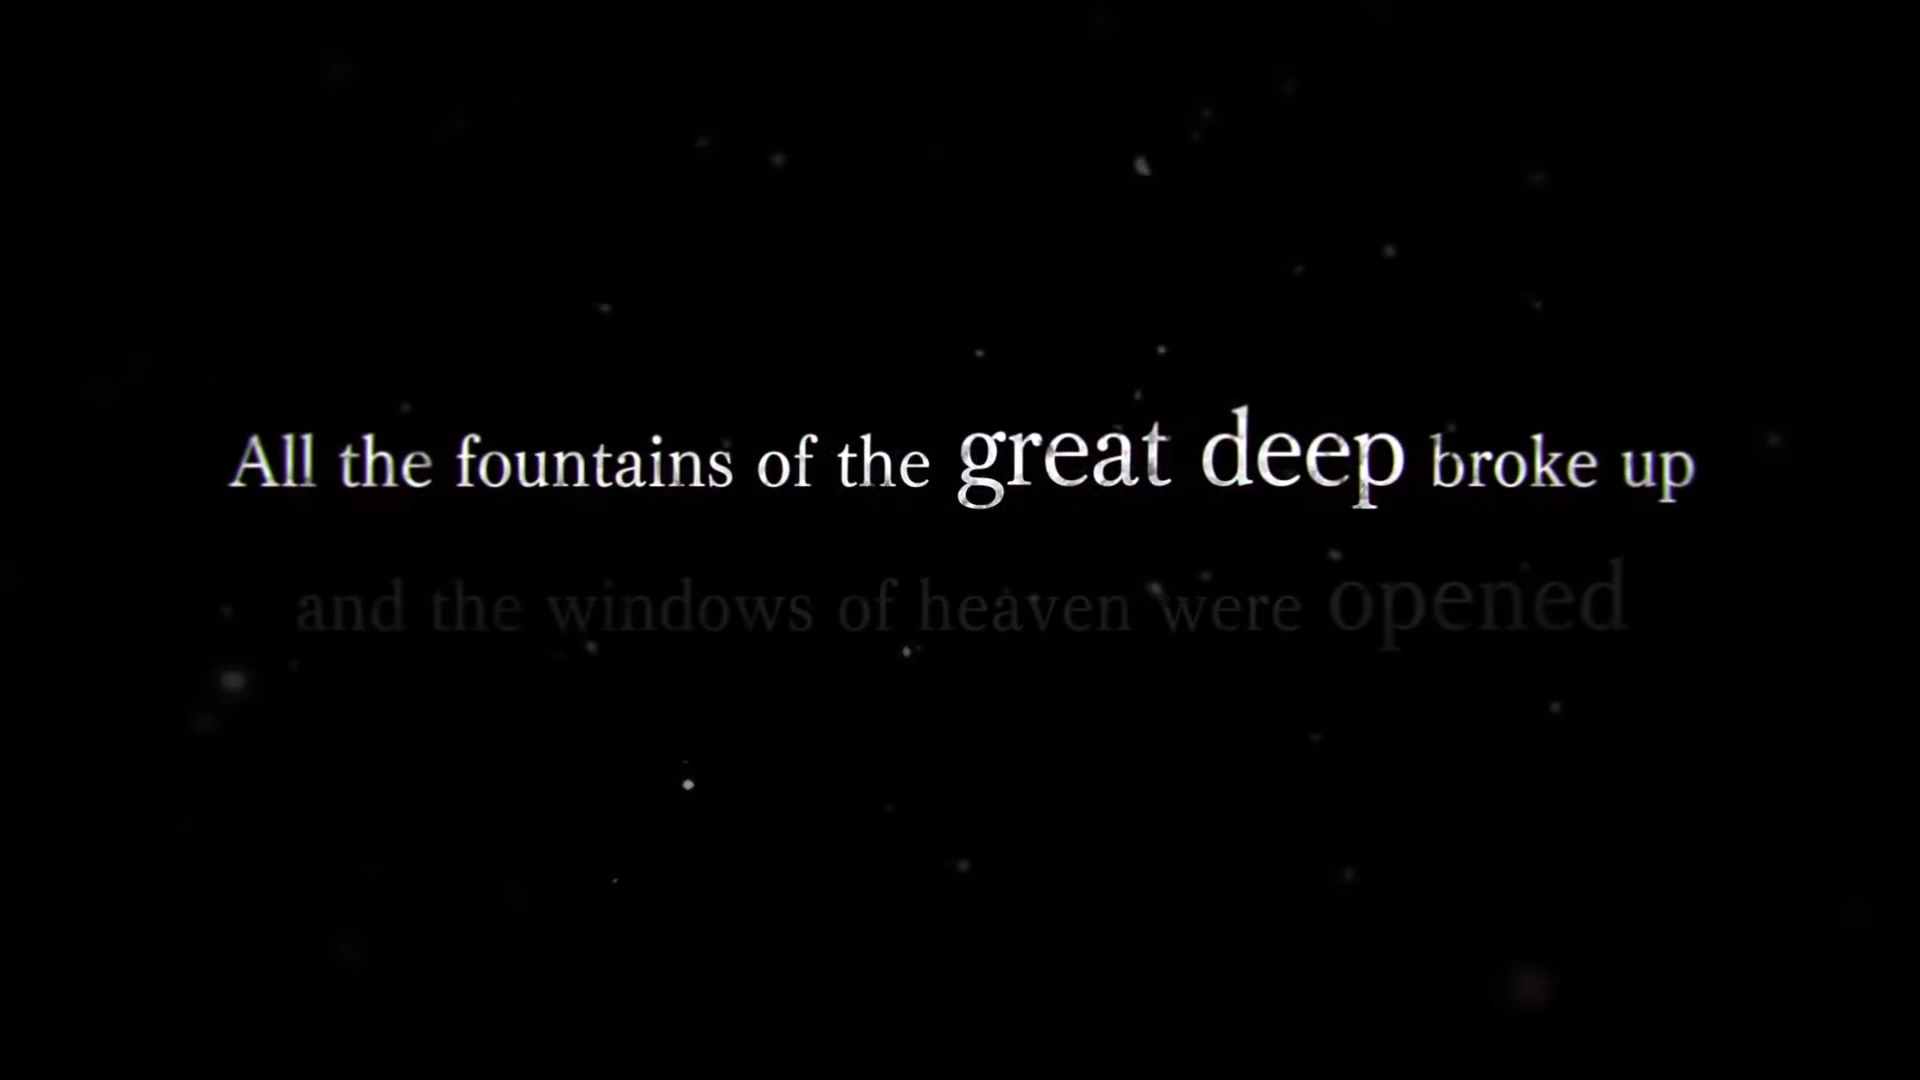 All the fountains of the great deep broke up
and the windows of heaven were opened